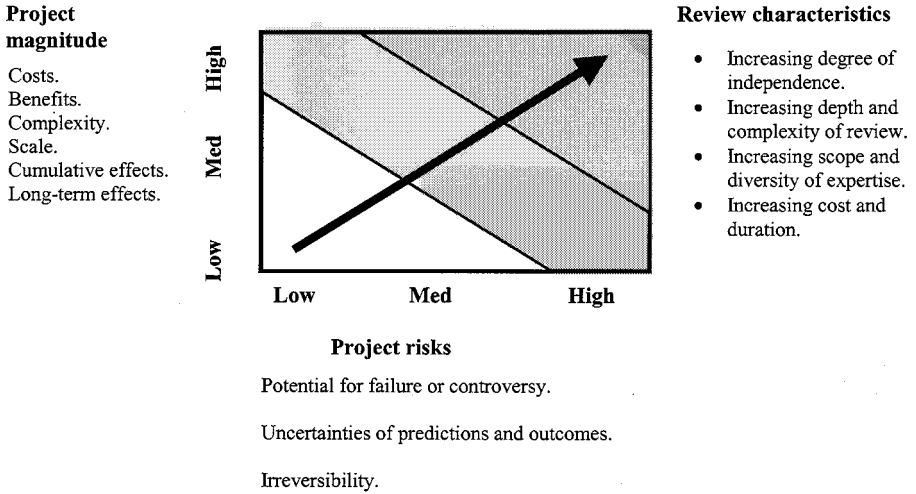 Project
magnitude
Costs.
Benefits.
Complexity.
Scale.
Cumulative effects.
Long-term effects.
High
Med
Low
Low Med High
Project risks
Potential for failure or controversy.
Uncertainties of predictions and outcomes.
Irreversibility.
Review characteristics
• Increasing degree of
independence.
• Increasing depth and
complexity of review.
• Increasing scope and
diversity of expertise.
• Increasing cost and
duration.